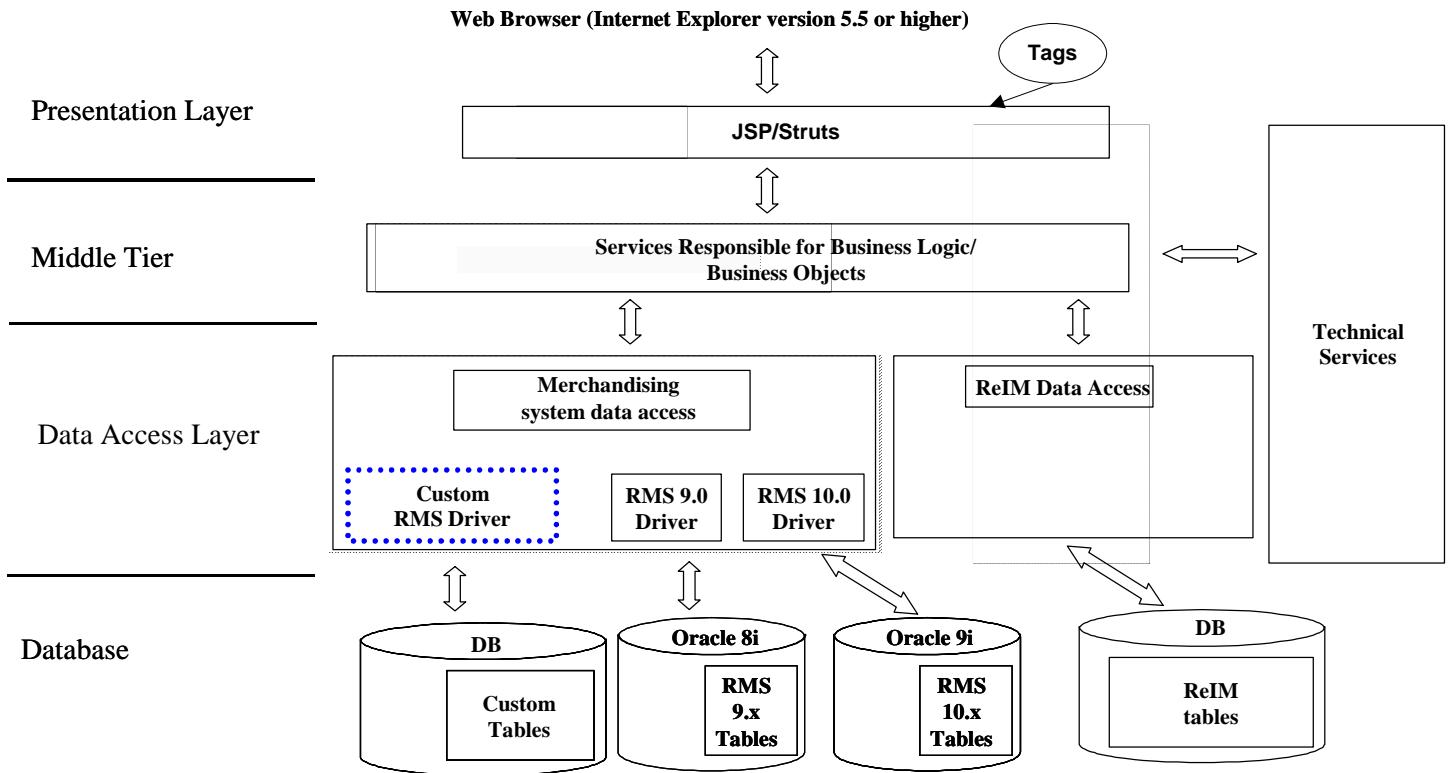 Web Browser (Internet Explorer version 5.5 or higher)
Tags
Presentation Layer
JSP/Struts
Middle Tier
Services Responsible for Business Logic/
Business Objects
Technical
Services
Data Access Layer
Merchandising
system data access
ReIM Data Access
Custom
RMS Driver
RMS 9.0
Driver
RMS 10.0
Driver
Database
DB
Custom
Tables
Oracle 8i
RMS
9.x
Tables
Oracle 9i
RMS
10.x
Tables
DB
ReIM
tables